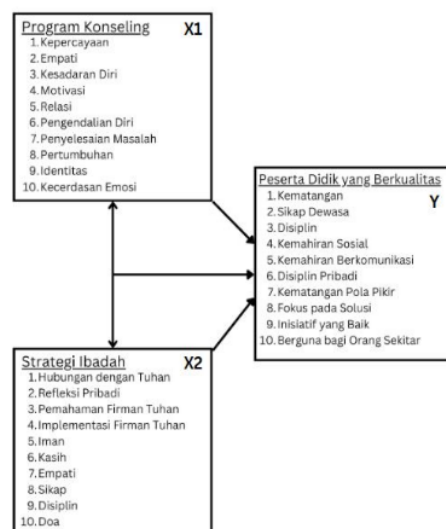 Program Konseling X1
1. Kepercayaan
2. Empati
3. Kesadaran Diri
4. Motivasi
5. Relasi
6. Pengendalian Diri
7. Penyelesaian Masalah
8. Pertumbuhan
9. Identitas
10. Kecerdasan Emosi
Peserta Didik yang Berkualitas
Y
1. Kematangan
2. Sikap Dewasa
3. Disiplin
4. Kemahiran Sosial
5. Kemahiran Berkomunikasi
6. Disiplin Pribadi
7. Kematangan Pola Pikir
8. Fokus pada Solusi
9. Inisiatif yang Baik
10. Berguna bagi Orang Sekitar
Strategi Ibadah X2
1. Hubungan dengan Tuhan
2. Refleksi Pribadi
3. Pemahaman Firman Tuhan
4. Implementasi Firman Tuhan
5. Iman
6. Kasih
7. Empati
8. Sikap
9. Disiplin
10. Doa